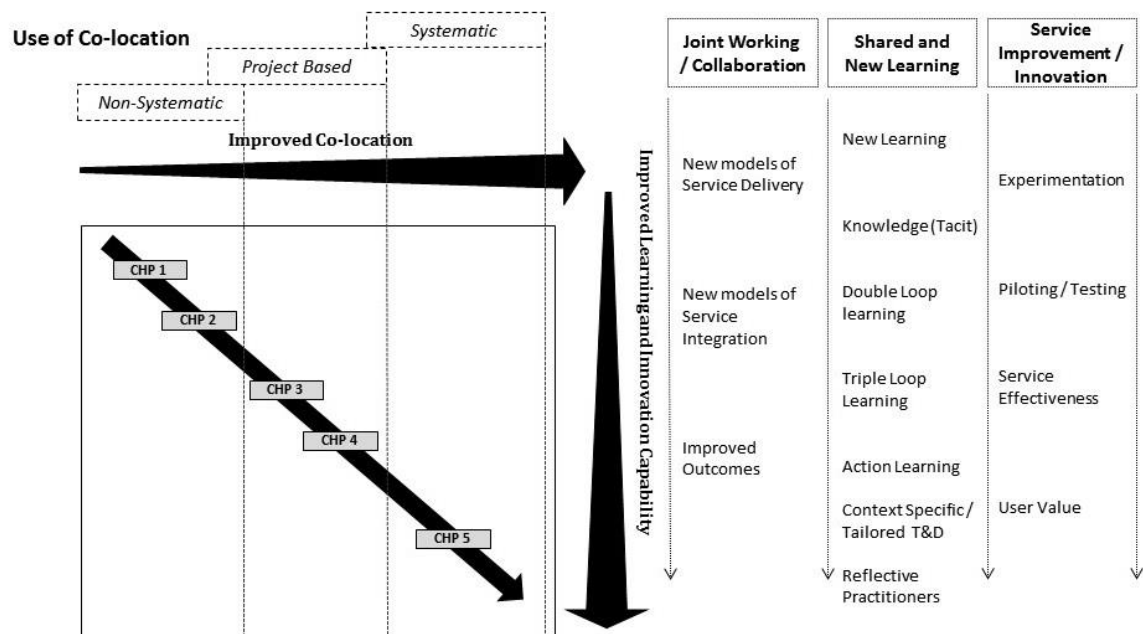 Use of Co-location
Systematic
Project Based
Non-Systematic
Improved Co-location
CHP 1
CHP 2
CHP 3
CHP 4
CHP 5
Improved Learning and Innovation Capability
Joint Working
/ Collaboration
New models of
Service Delivery
New models of
Service
Integration
Improved
Outcomes
Shared and
New Learning
New Learning
Knowledge (Tacit)
Double Loop
learning
Triple Loop
Learning
Action Learning
Context Specific /
Tailored T&D
Reflective
Practitioners
Service
Improvement /
Innovation
Experimentation
Piloting / Testing
Service
Effectiveness
User Value